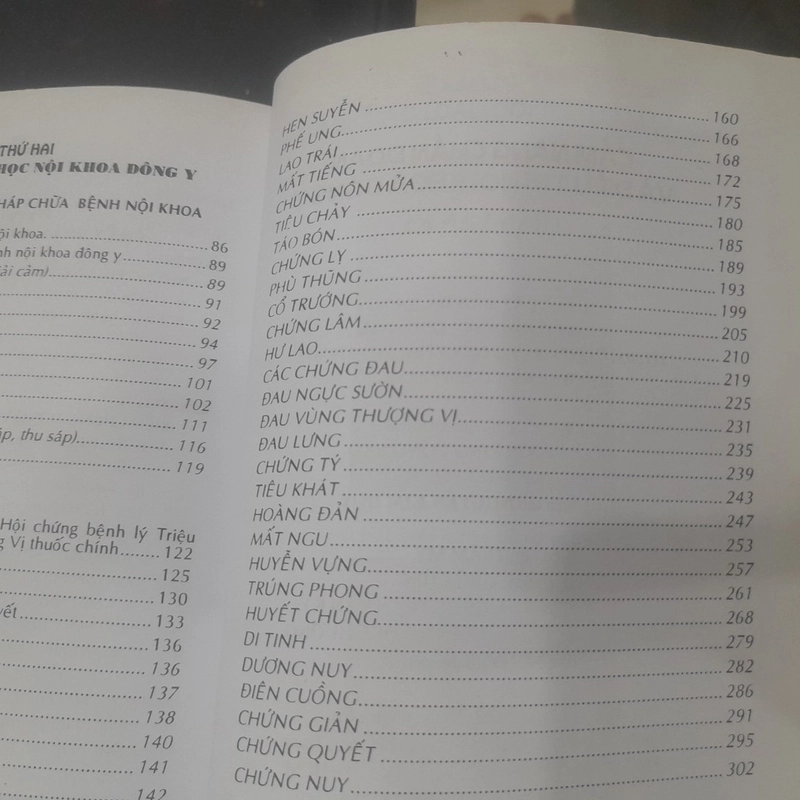 THỨ HAI
HỌC NỘI KHOA ĐÔNG Y
HÁP CHỮA BỆNH NỘI KHOA
ội khoa. 86
nh nội khoa đông y 89
iải cảm) 89
91
92
94
97
101
102
111
áp, thu sáp) 116
119
Hội chứng bệnh lý Triệu
g Vị thuốc chính 122
125
130
yết 133
136
136
137
138
140
141
142
HEN SUYỄN 160
PHẾ UNG 166
LAO TRÁI 168
MẤT TIẾNG 172
CHỨNG NÔN MỬA 175
TIÊU CHẢY 180
TÁO BÓN 185
CHỨNG LỴ 189
PHÙ THŨNG 193
CỔ TRƯỚNG 199
CHỨNG LÂM 205
HƯ LAO 210
CÁC CHỨNG ĐAU 219
ĐAU NGỰC SƯỜN 225
ĐAU VÙNG THƯỢNG VỊ 231
ĐAU LƯNG 235
CHỨNG TÝ 239
TIÊU KHÁT 243
HOÀNG ĐẢN 247
MẤT NGỦ 253
HUYỄN VỰNG 257
TRÚNG PHONG 261
HUYẾT CHỨNG 268
DI TINH 279
DƯƠNG NUY 282
ĐIÊN CUỒNG 286
CHỨNG GIẢN 291
CHỨNG QUYẾT 295
CHỨNG NUY 302